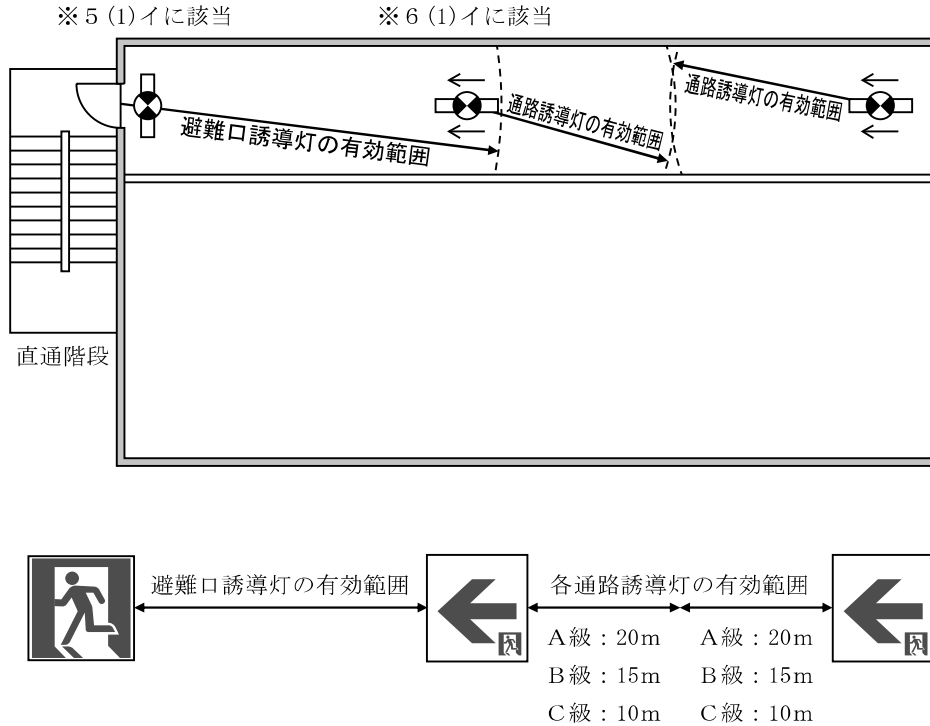 ※５(1)イに該当
※６(1)イに該当
避難口誘導灯の有効範囲
通路誘導灯の有効範囲
通路誘導灯の有効範囲
直通階段
避難口誘導灯の有効範囲
各通路誘導灯の有効範囲
Ａ級：20m
Ａ級：20m
Ｂ級：15m
Ｂ級：15m
Ｃ級：10m
Ｃ級：10m